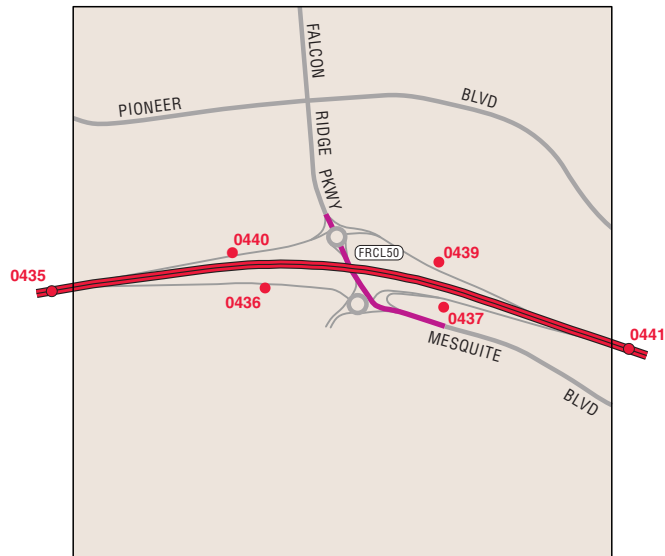 FALCON
RIDGE PKWY
PIONEER
BLVD
0440
FRCL50
0439
0435
0436
0437
0441
MESQUITE
BLVD